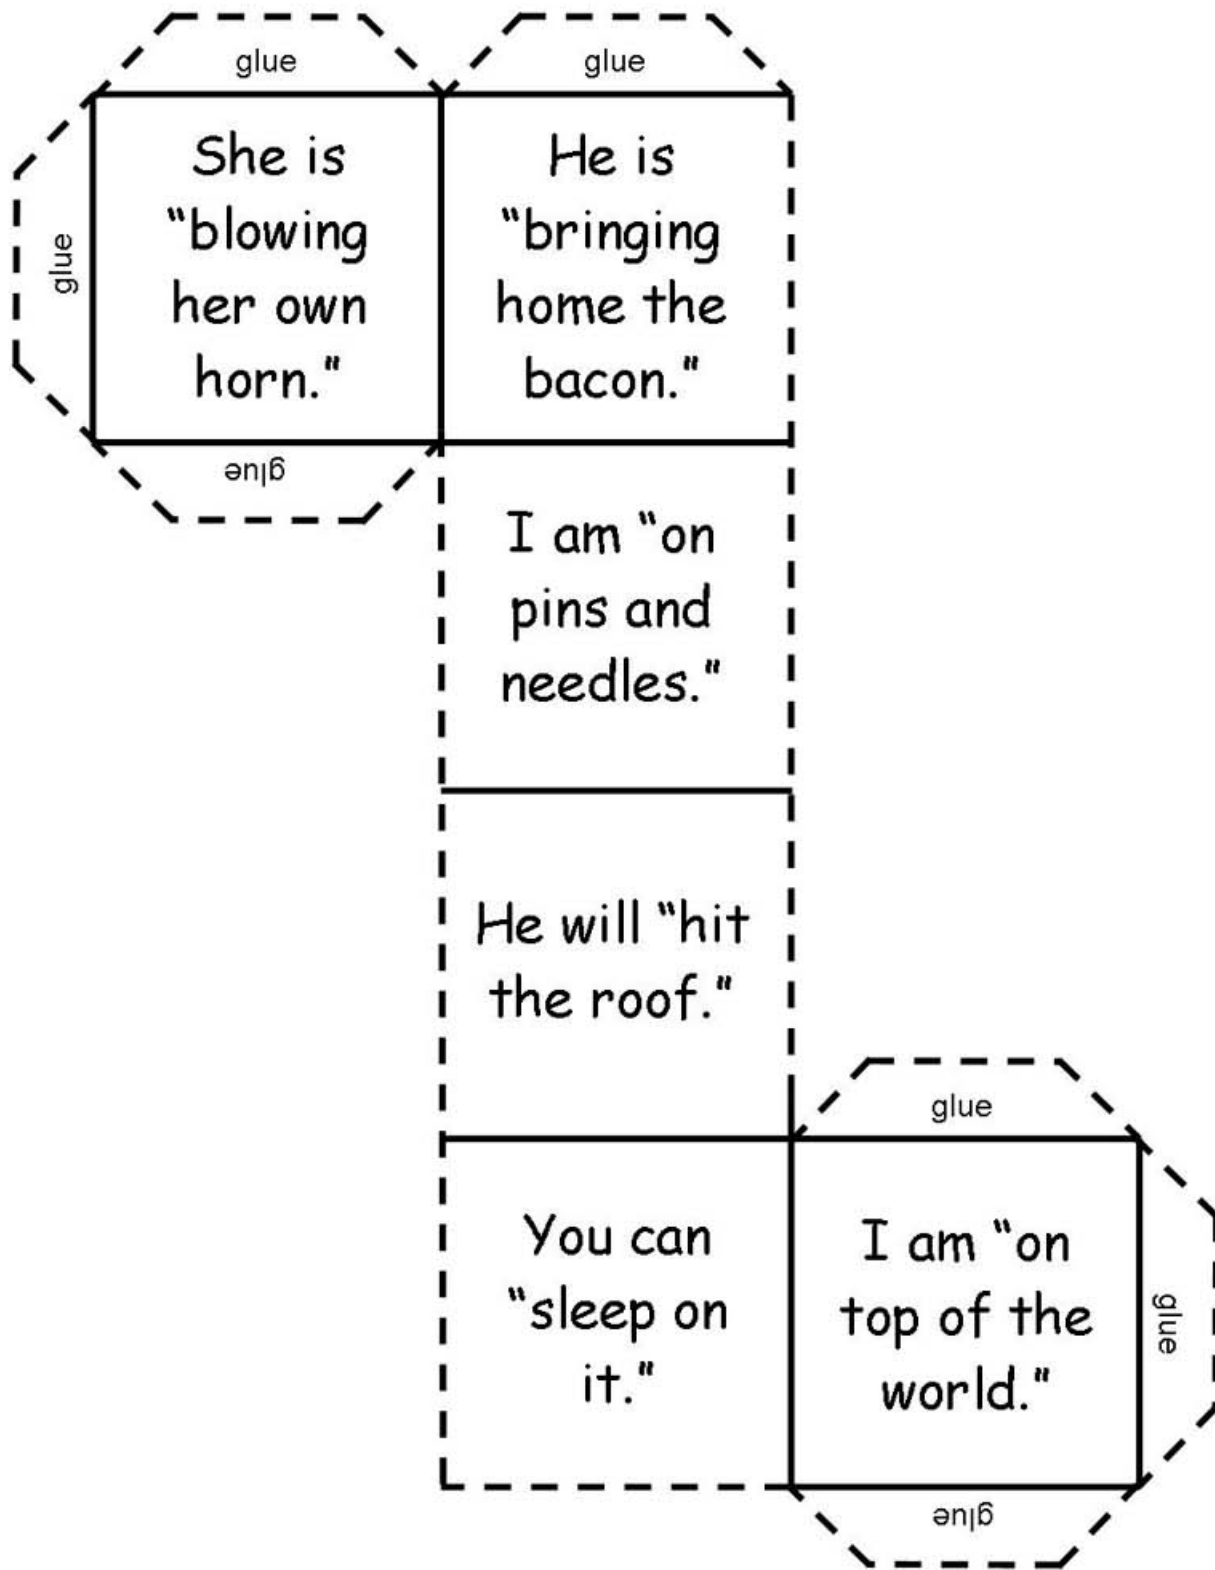 glue
glue
glue
She is
“blowing
her own
horn.”
glue
He is
“bringing
home the
bacon.”
I am “on
pins and
needles.”
He will “hit
the roof.”
You can
“sleep on
it.”
glue
I am “on
top of the
world.”
glue
glue